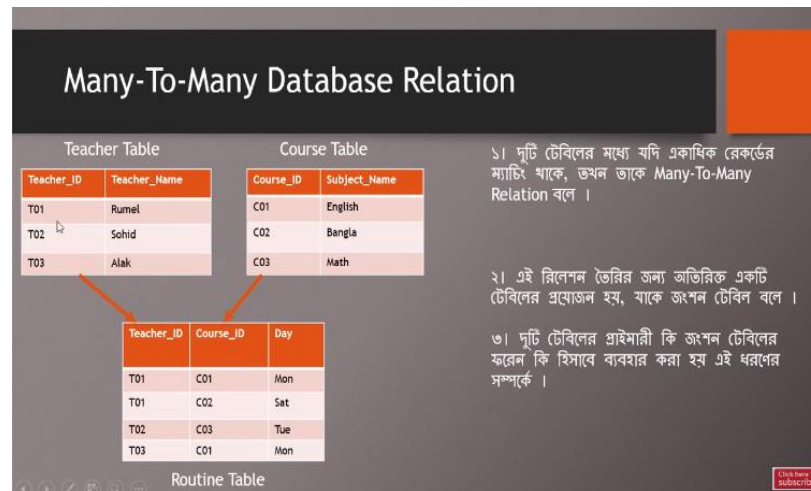 Many-To-Many Database Relation
Teacher Table
Teacher_ID Teacher_Name
T01 Rumel
T02 Sohid
T03 Alak
Course Table
Course_ID Subject_Name
C01 English
C02 Bangla
C03 Math
Teacher_ID Course_ID Day
T01 C01 Mon
T01 C02 Sat
T02 C03 Tue
T03 C01 Mon
Routine Table
১। দুটি টেবিলের মধ্যে যদি একাধিক রেকর্ডের
ম্যাচিং থাকে, তখন তাকে Many-To-Many
Relation বলে ।
২। এই রিলেশন তৈরির জন্য অতিরিক্ত একটি
টেবিলের প্রয়োজন হয়, যাকে জংশন টেবিল বলে ।
৩। দুটি টেবিলের প্রাইমারী কি জংশন টেবিলের
ফরেন কি হিসাবে ব্যবহার করা হয় এই ধরণের
সম্পর্কে ।
Click here
subscrib